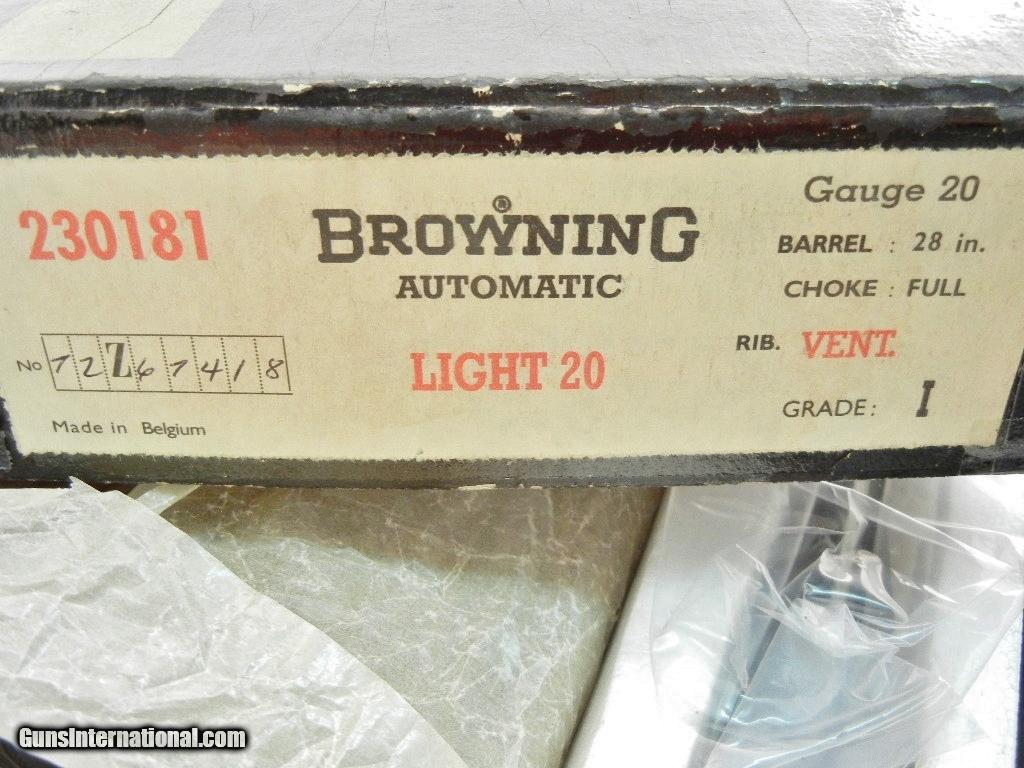 230181
BROWNING®
AUTOMATIC
LIGHT 20
No 72Z67418
Made in Belgium
Gauge 20
BARREL : 28 in.
CHOKE : FULL
RIB. VENT.
GRADE: I
GunsInternational.com